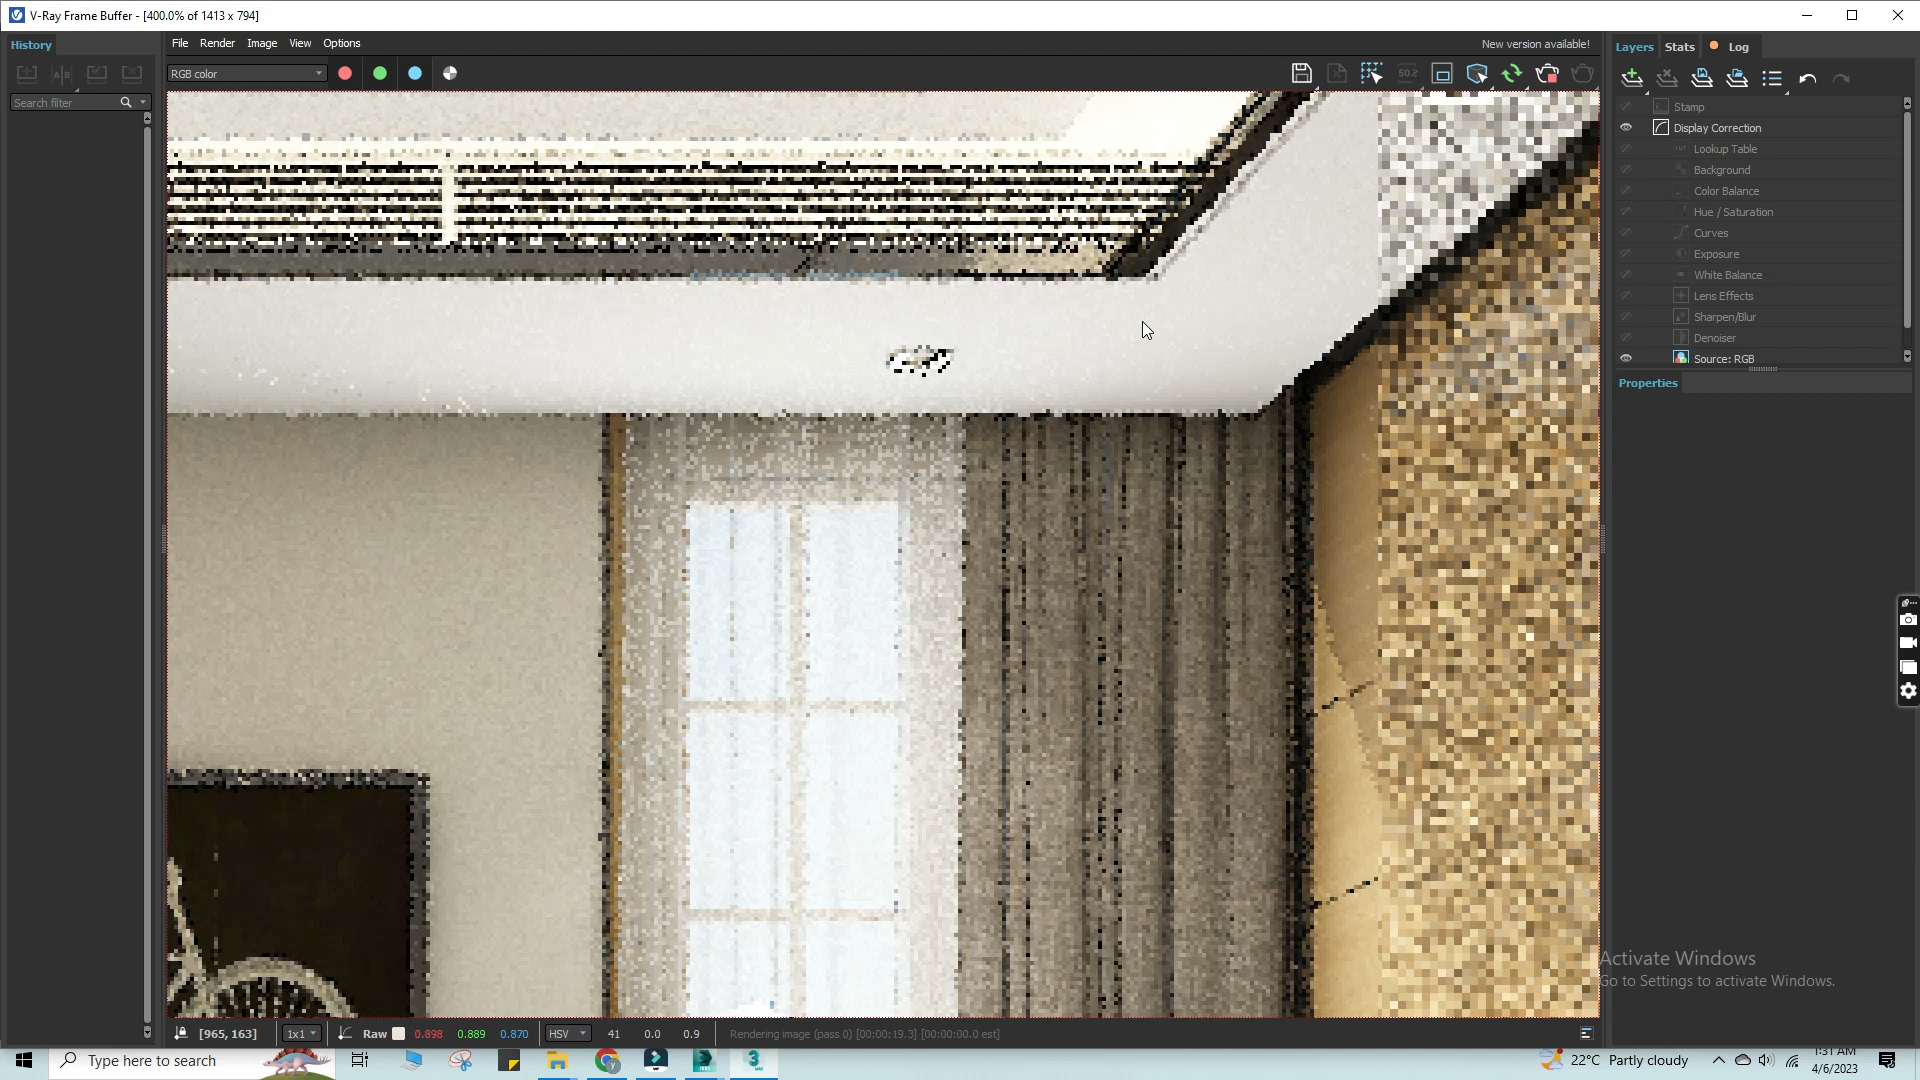 V-Ray Frame Buffer - [400.0% of 1413 x 794]
History
File Render Image View Options
New version available!
Layers Stats Log
RGB color
50%
Search filter
Stamp
Display Correction
Lookup Table
Background
Color Balance
Hue / Saturation
Curves
Exposure
White Balance
Lens Effects
Sharpen/Blur
Denoiser
Source: RGB
Properties
Activate Windows
Go to Settings to activate Windows.
[965, 163] 1x1 Raw 0.898 0.889 0.870 HSV 41 0.0 0.9 Rendering image (pass 0) [00:00:19.3] [00:00:00.0 est]
Type here to search
22°C Partly cloudy
1:31 AM
4/6/2023